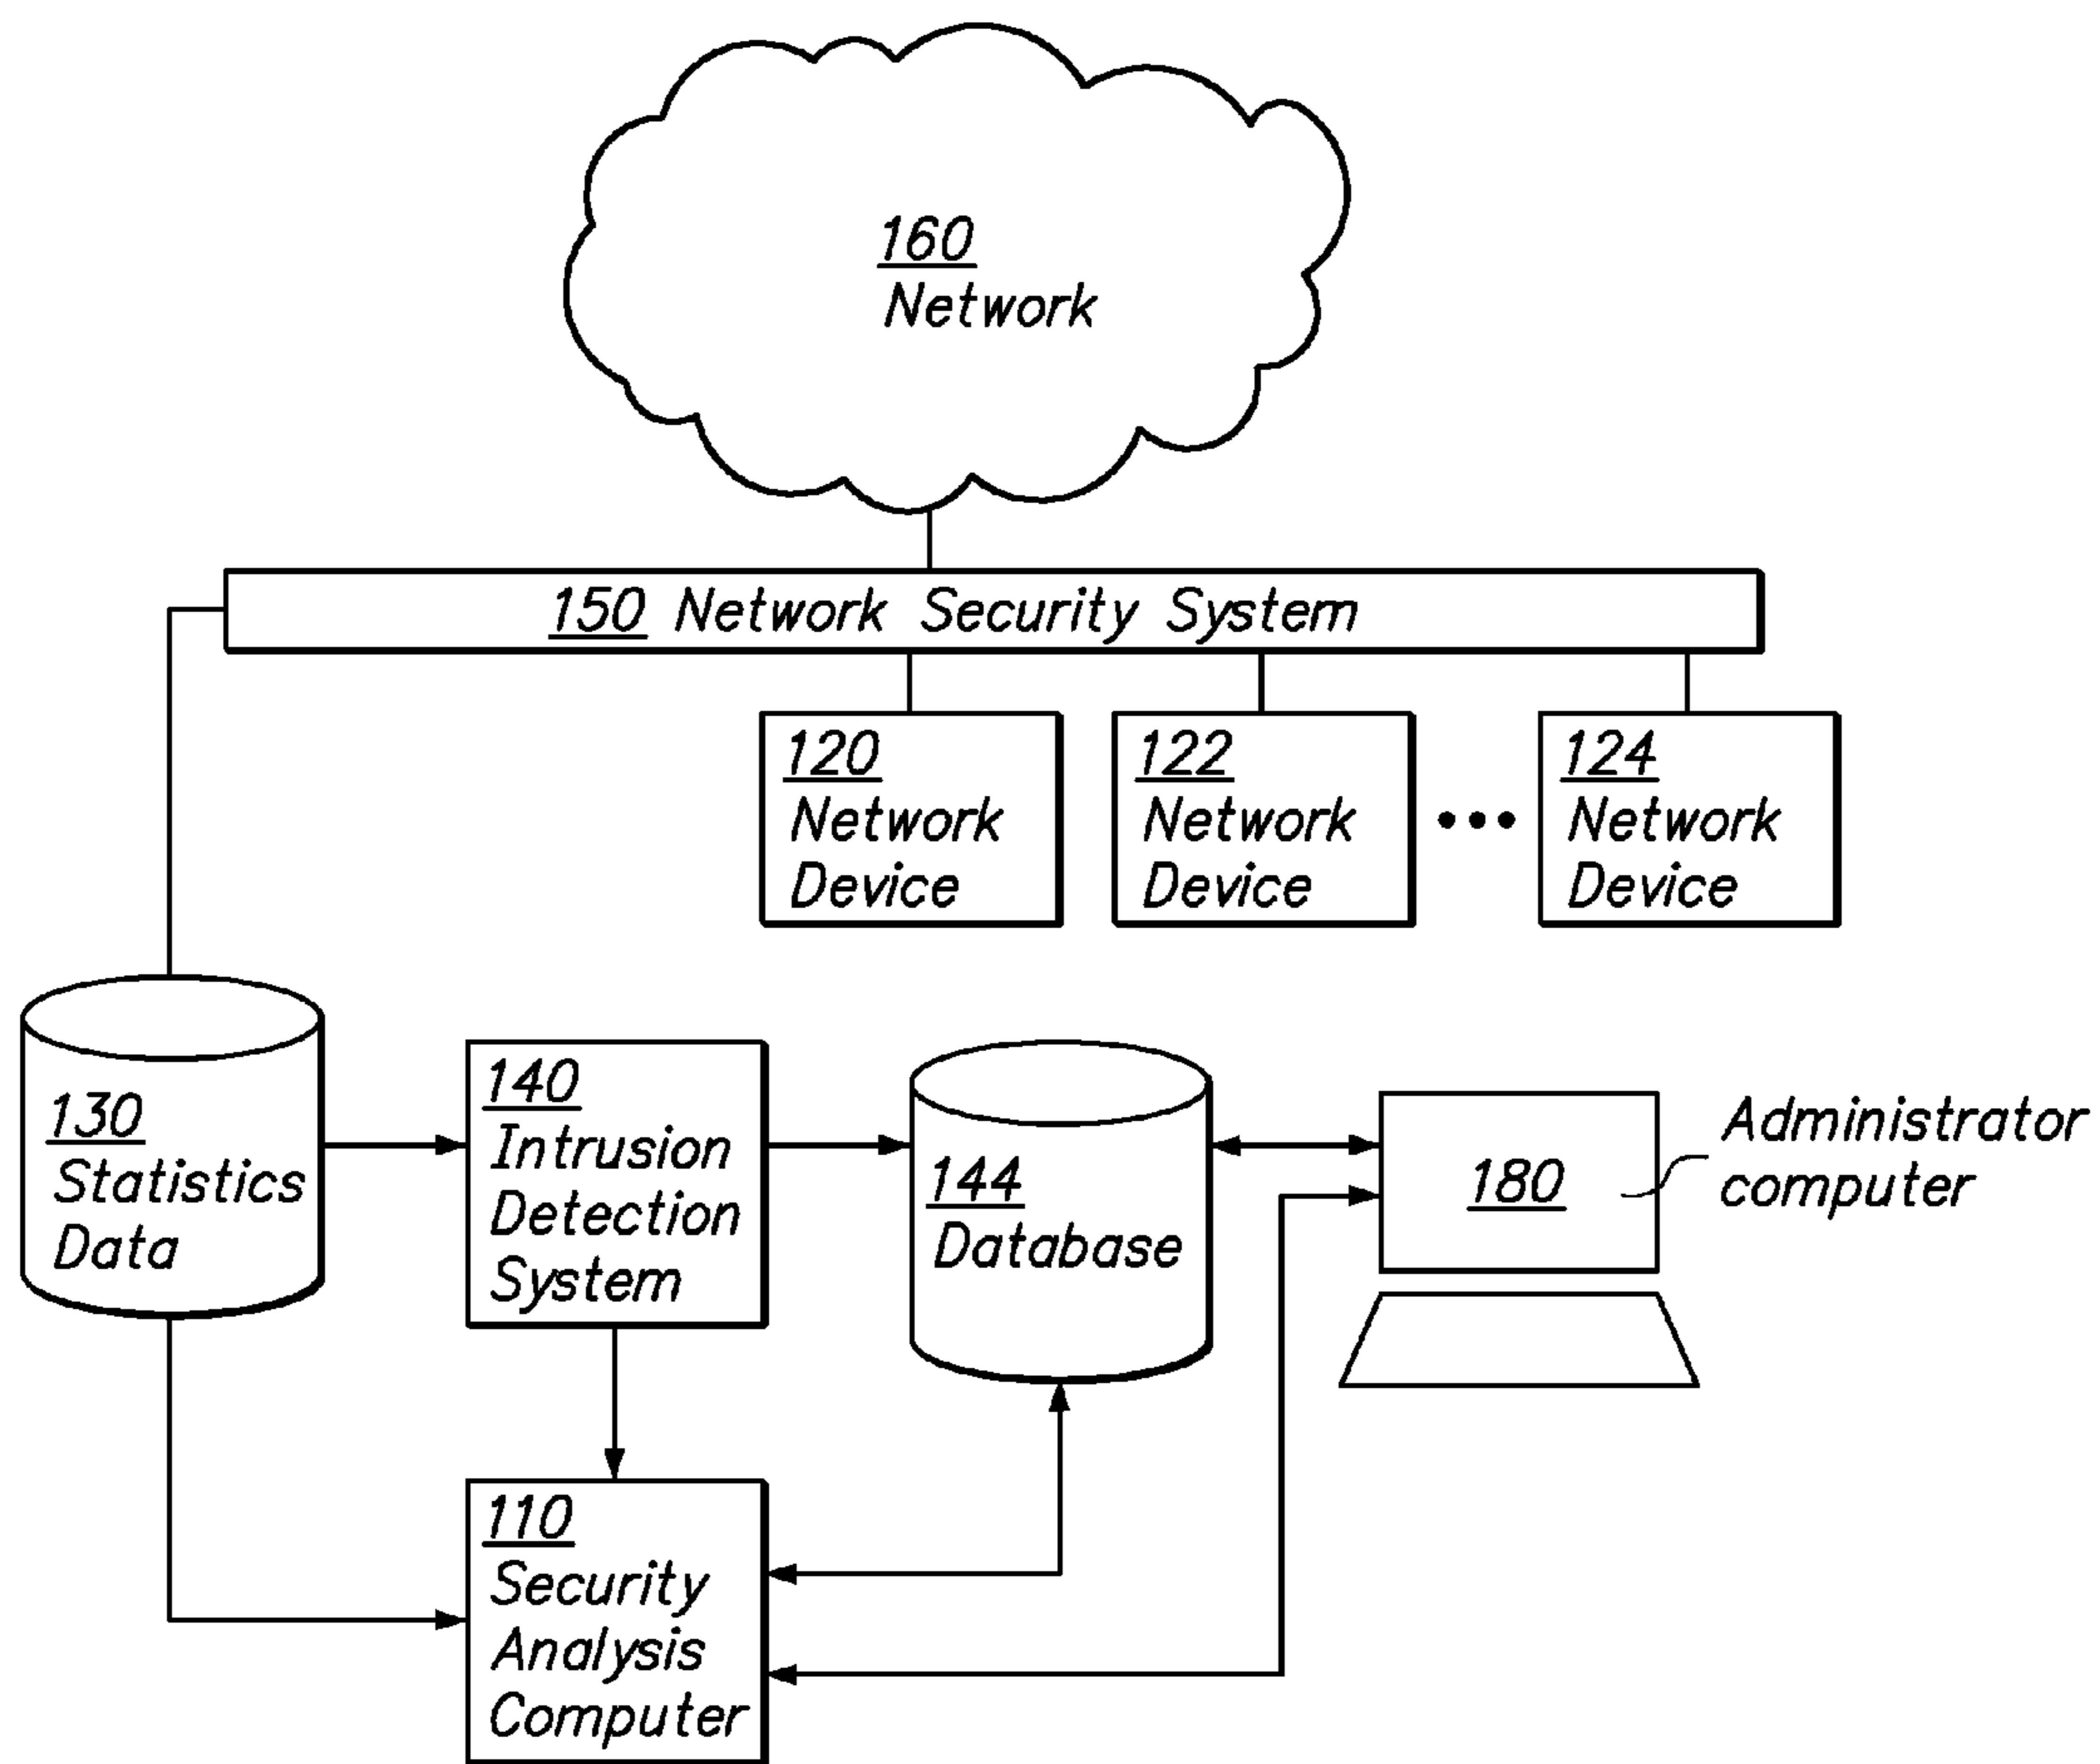 160
Network
150 Network Security System
120
Network
Device
122
Network
Device
124
Network
Device
130
Statistics
Data
140
Intrusion
Detection
System
144
Database
180
Administrator
computer
110
Security
Analysis
Computer